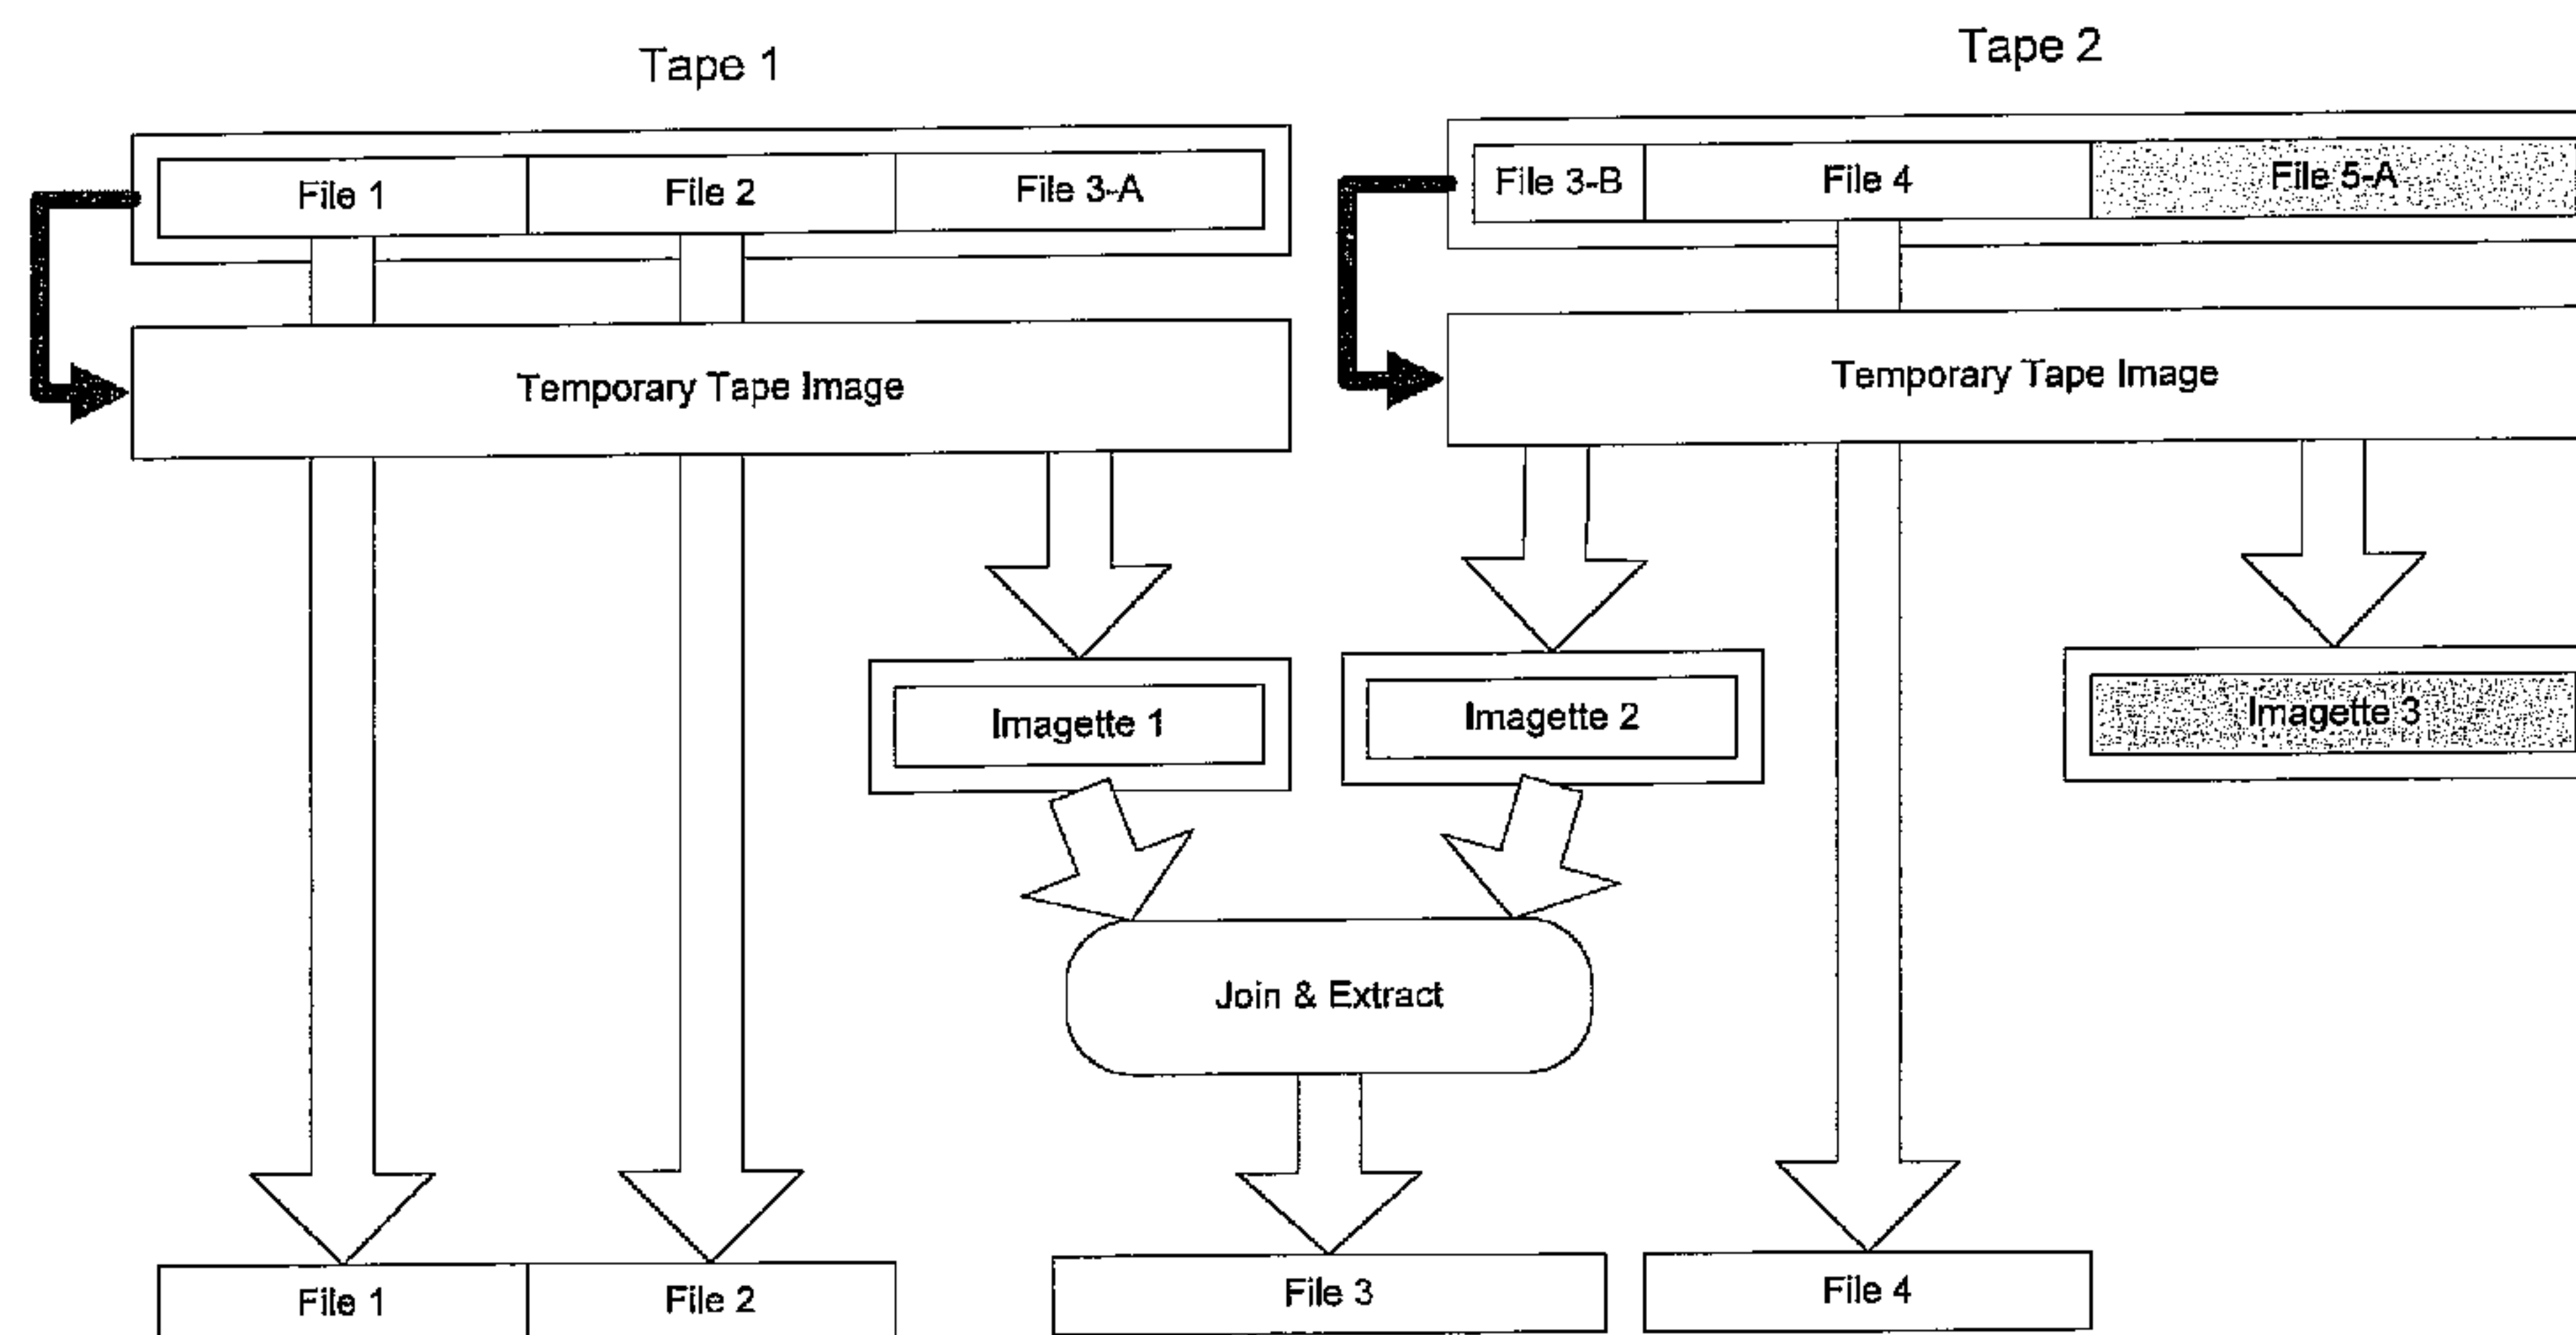 Tape 1
Tape 2
File 1
File 2
File 3-A
File 3-B
File 4
File 5-A
Temporary Tape Image
Temporary Tape Image
Imagette 1
Imagette 2
Imagette 3
Join & Extract
File 1
File 2
File 3
File 4